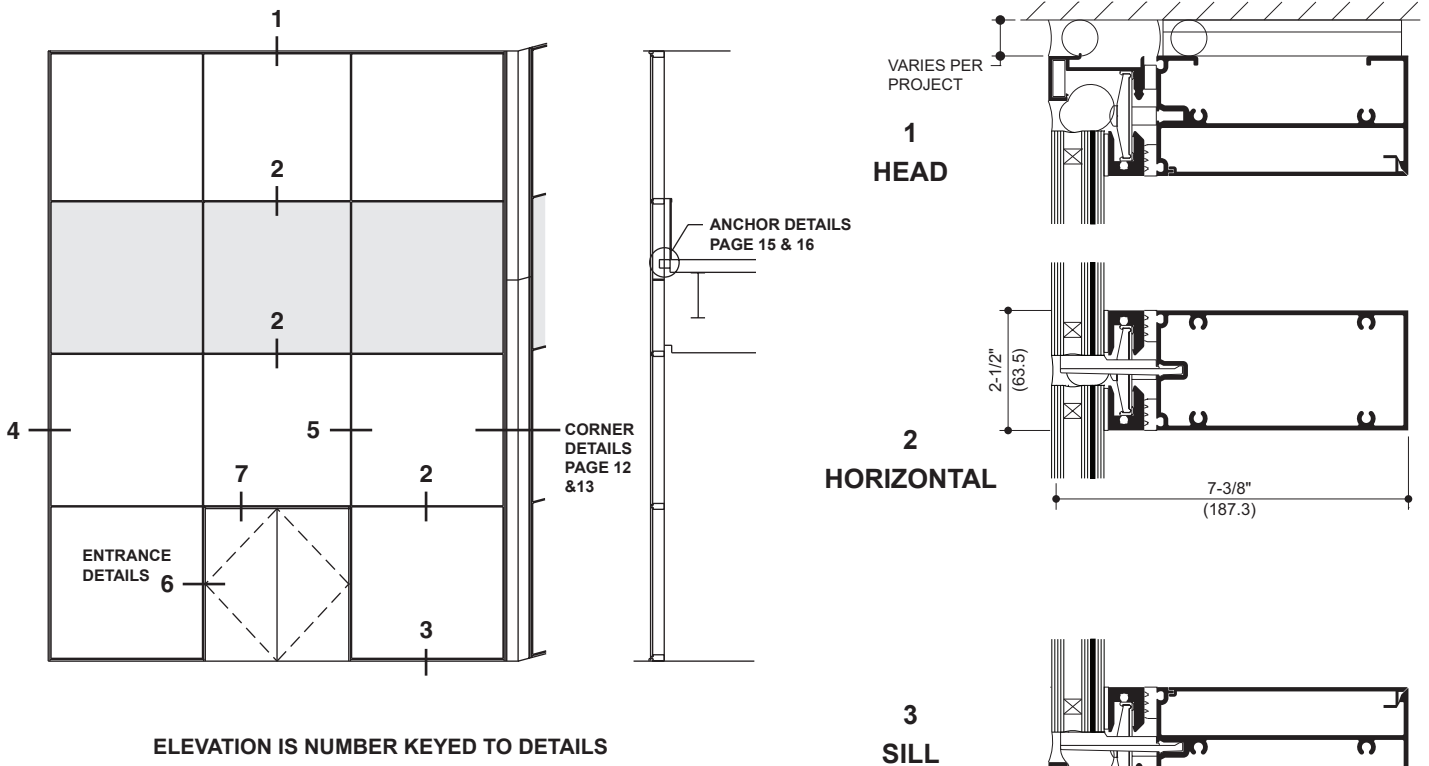 1
2
2
4
5
7
2
ENTRANCE
DETAILS
6
3
CORNER
DETAILS
PAGE 12
&13
ANCHOR DETAILS
PAGE 15 & 16
ELEVATION IS NUMBER KEYED TO DETAILS
VARIES PER
PROJECT
1
HEAD
2-1/2"
(63.5)
2
HORIZONTAL
7-3/8"
(187.3)
3
SILL